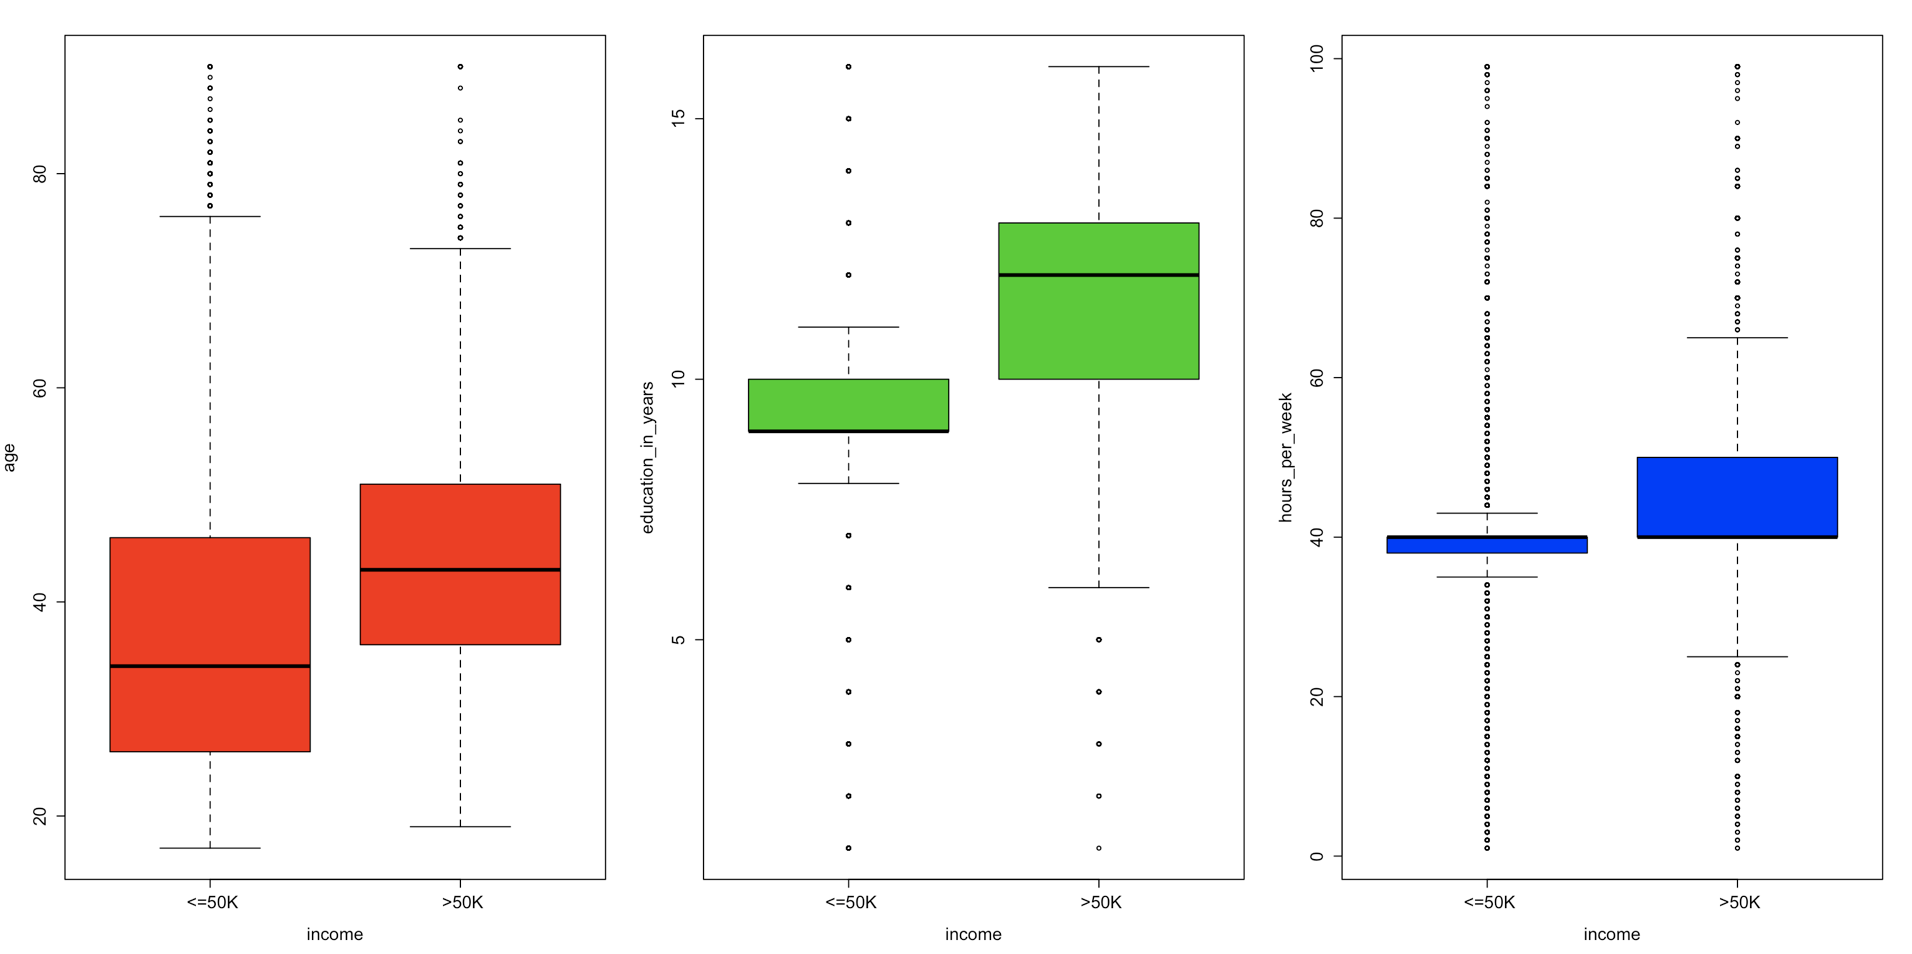 age
80
60
40
20
<=50K
>50K
income
education_in_years
15
10
5
<=50K
>50K
income
hours_per_week
100
80
60
40
20
0
<=50K
>50K
income